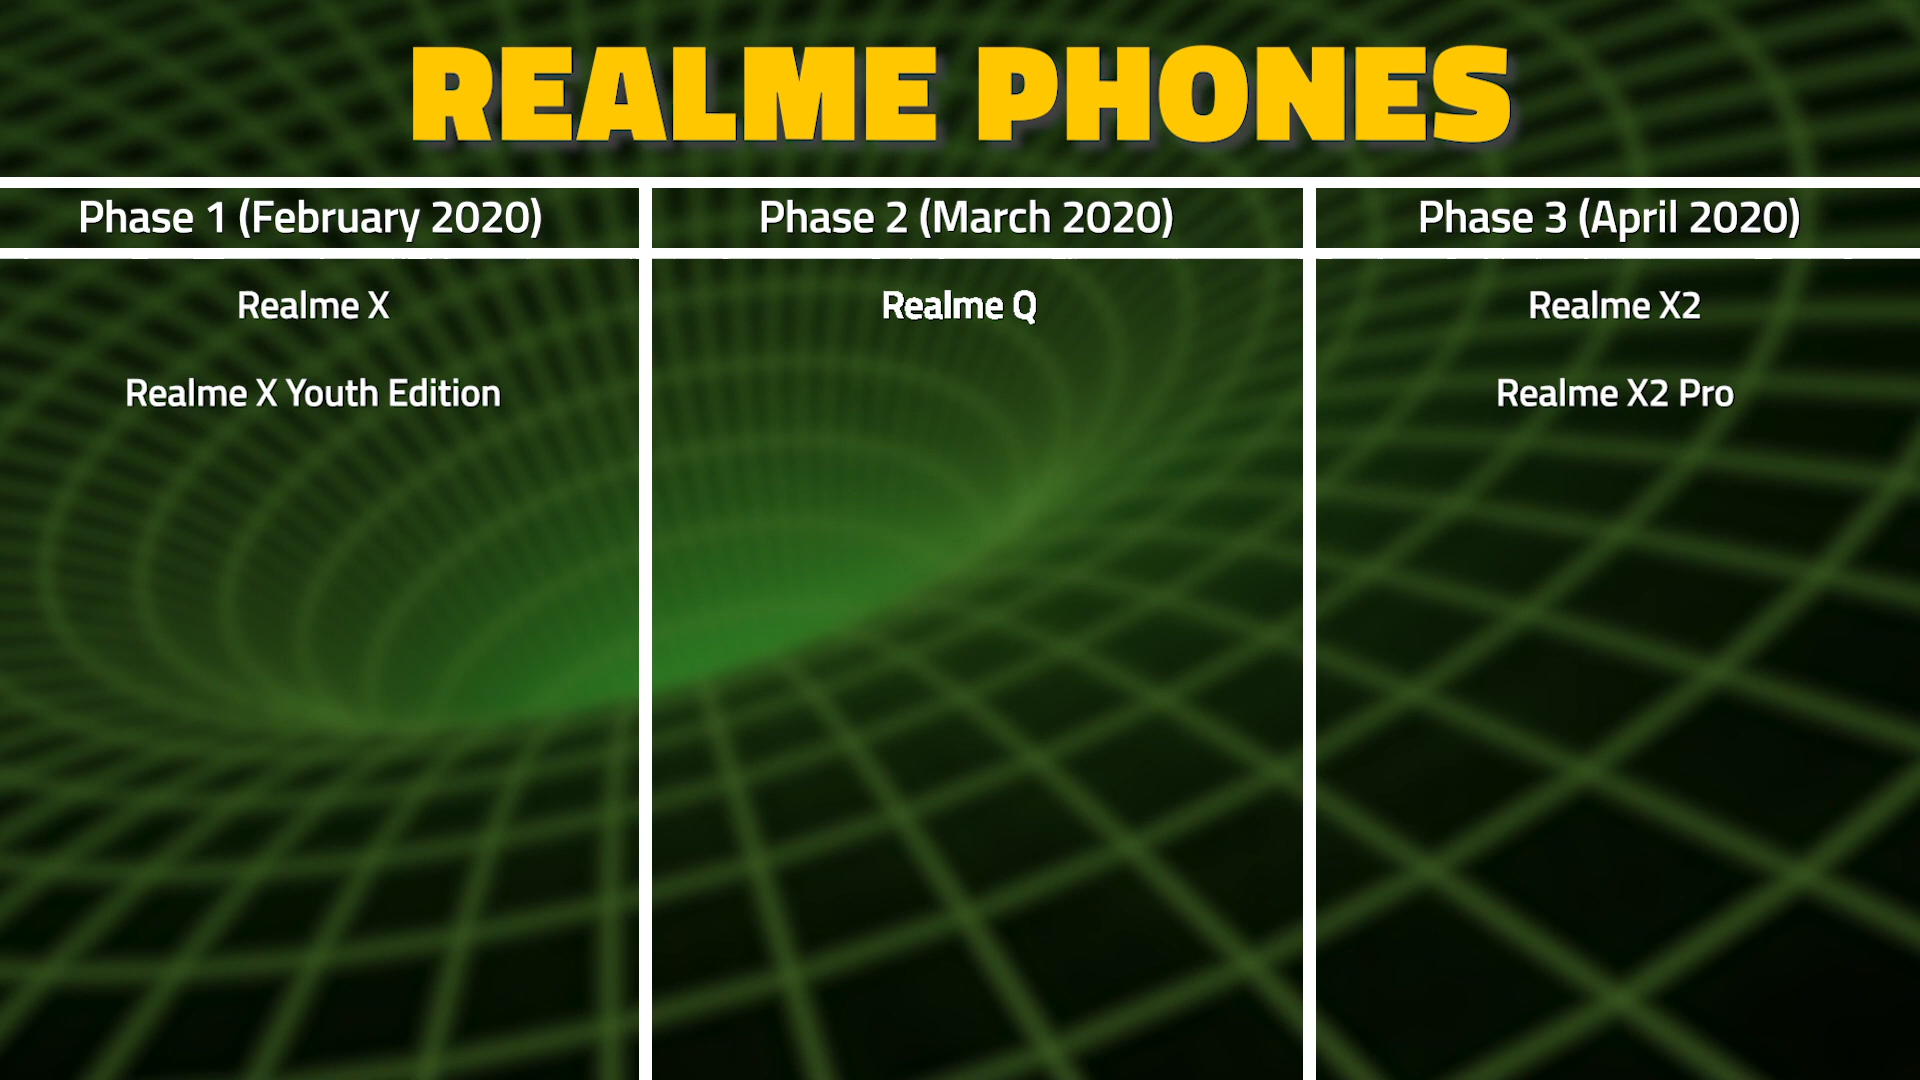 REALME PHONES
Phase 1 (February 2020)
Phase 2 (March 2020)
Phase 3 (April 2020)
Realme X
Realme Q
Realme X2
Realme X Youth Edition
Realme X2 Pro